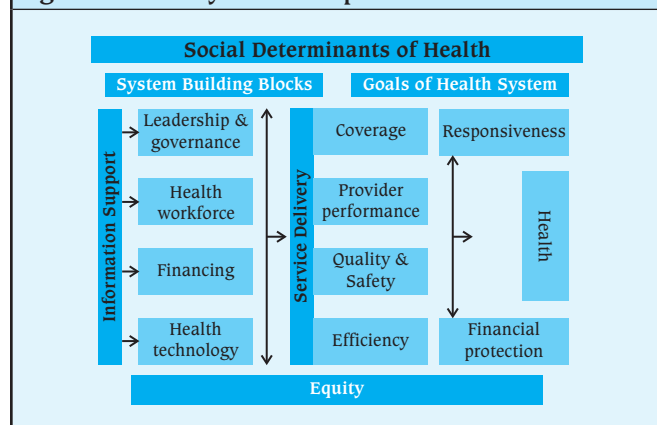 Social Determinants of Health
System Building Blocks
Goals of Health System
Information Support
Leadership &
governance
Health
workforce
Financing
Health
technology
Service Delivery
Coverage
Provider
performance
Quality &
Safety
Efficiency
Responsiveness
Health
Financial
protection
Equity